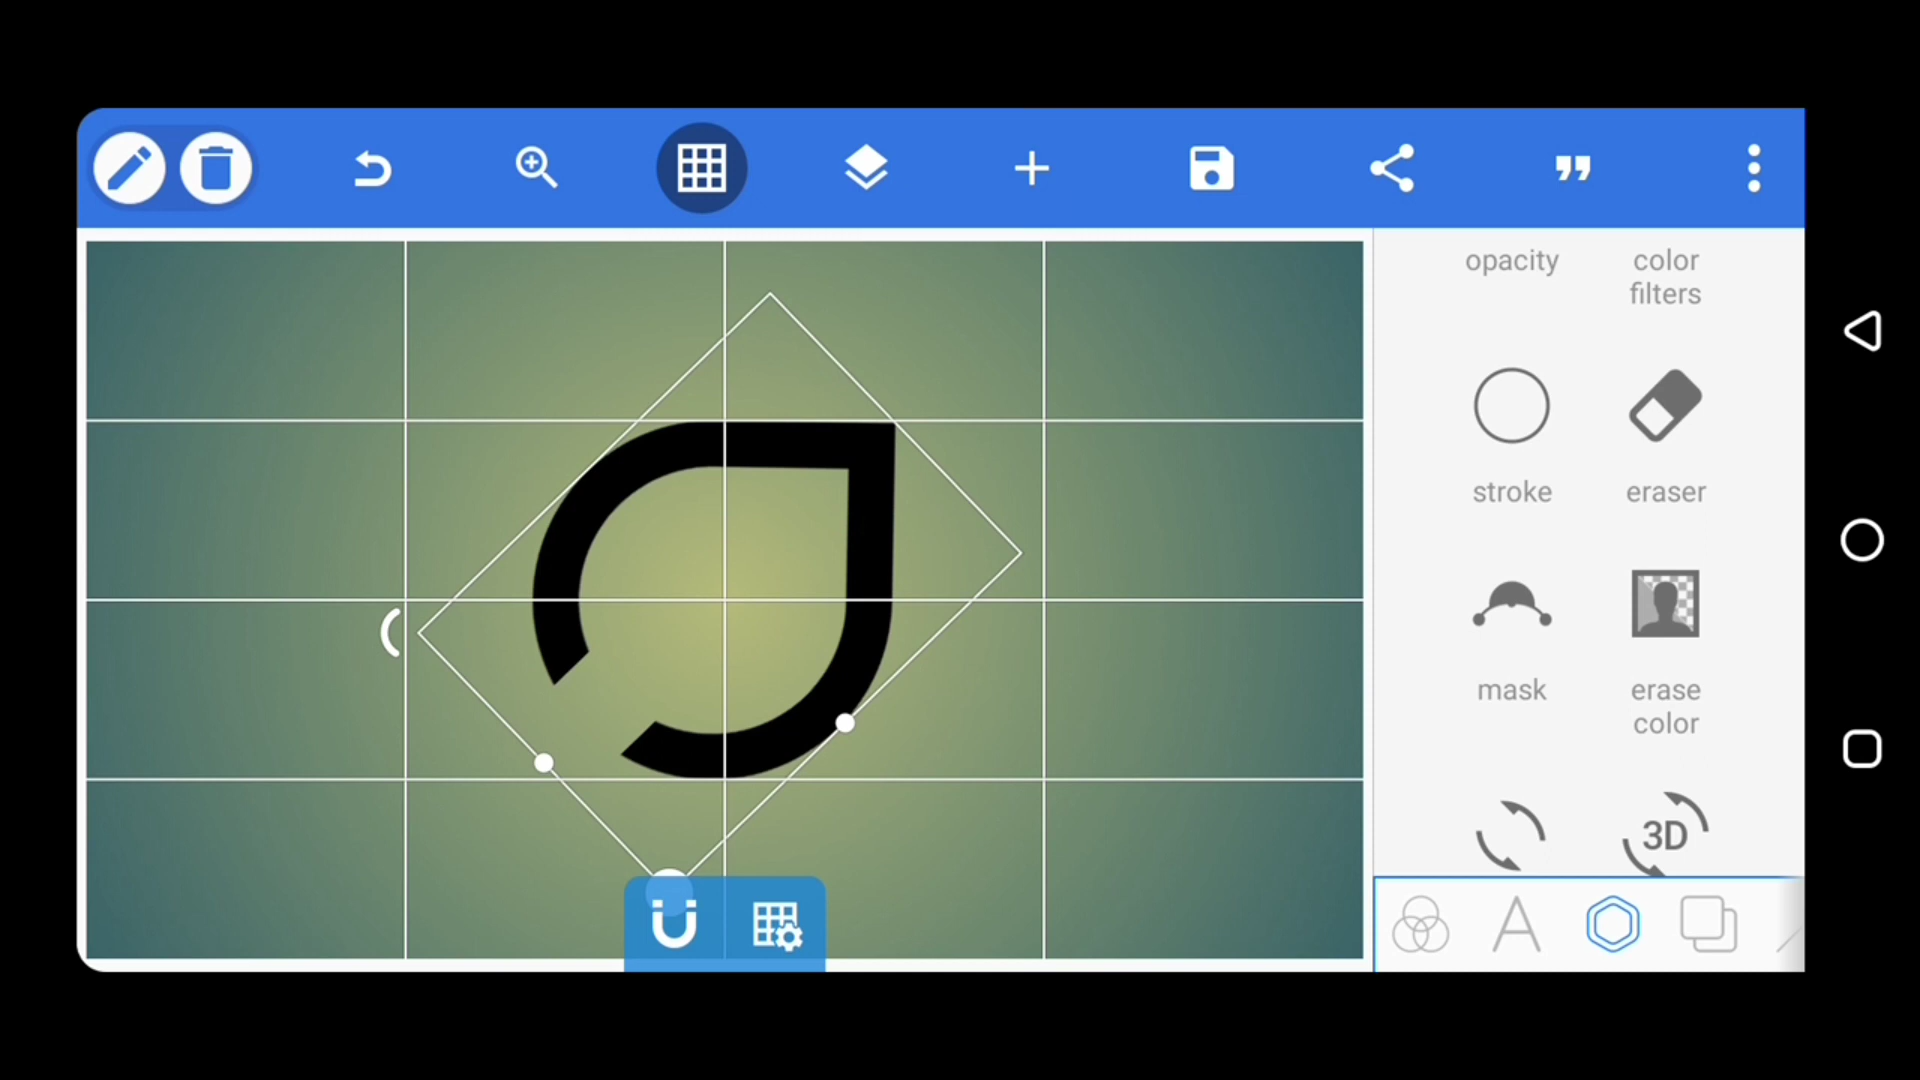 opacity
color
filters
stroke
eraser
mask
erase
color
3D